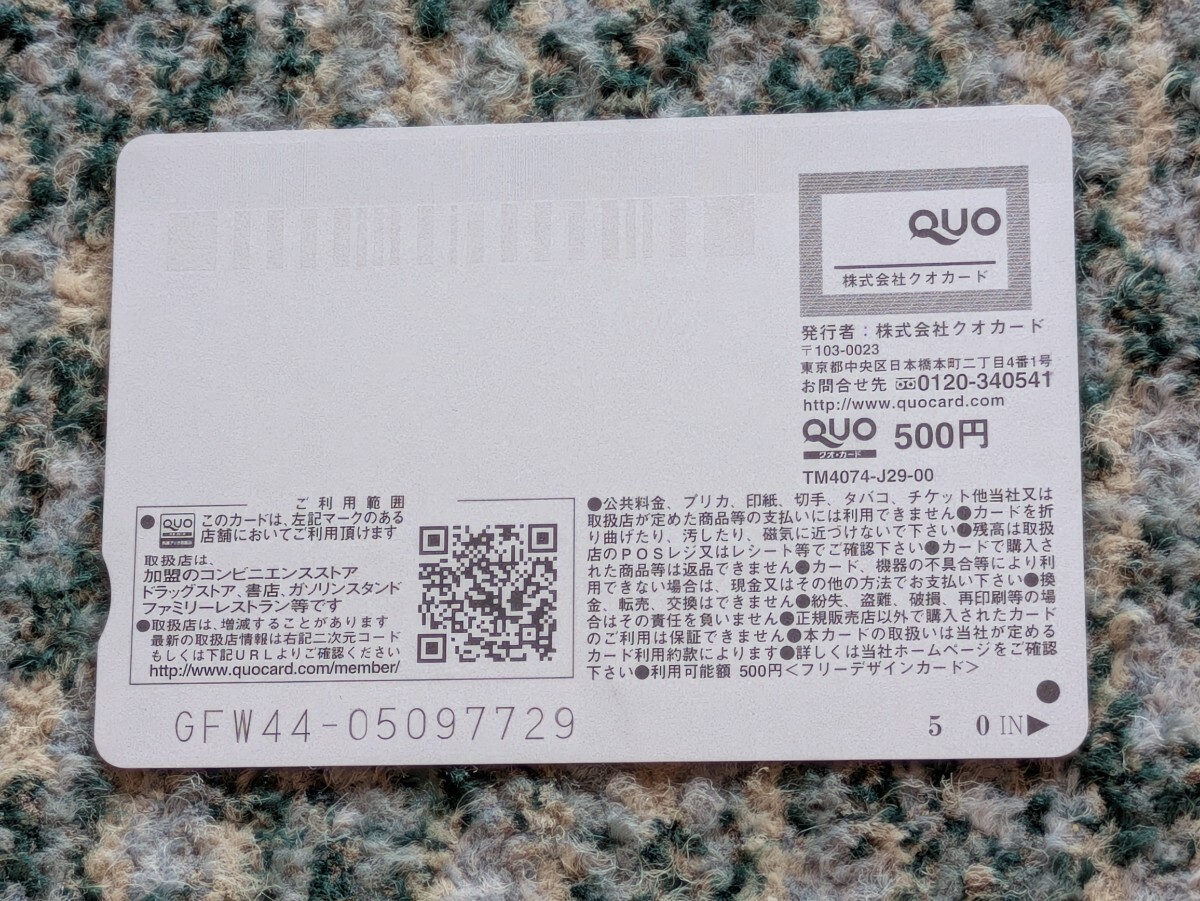 QUO
株式会社クオカード
発行者：株式会社クオカード
〒103-0023
東京都中央区日本橋本町二丁目4番1号
お問合せ先 0120-340541
http://www.quocard.com
QUO 500円
クオ・カード
TM4074-J29-00
ご利用範囲
●QUO このカードは、左記マークのある
店舗においてご利用頂けます
取扱店は、
加盟のコンビニエンスストア
ドラッグストア、書店、ガソリンスタンド
ファミリーレストラン等です
●取扱店は、増減することがあります
最新の取扱店情報は右記二次元コード
もしくは下記URLよりご確認ください
http://www.quocard.com/member/
●公共料金、プリカ、印紙、切手、タバコ、チケット他当社又は
取扱店が定めた商品等の支払いには利用できません●カードを折
り曲げたり、汚したり、磁気に近づけないで下さい●残高は取扱
店のPOSレジ又はレシート等でご確認下さい●カードで購入さ
れた商品等は返品できません●カード、機器の不具合等により利
用できない場合は、現金又はその他の方法でお支払い下さい●換
金、転売、交換はできません●紛失、盗難、破損、再印刷等の場
合はその責任を負いません●正規販売店以外で購入されたカード
のご利用は保証できません●本カードの取扱いは当社が定める
カード利用約款によります●詳しくは当社ホームページをご確認
下さい●利用可能額 500円＜フリーデザインカード＞
GFW44-05097729
5 0 IN▶